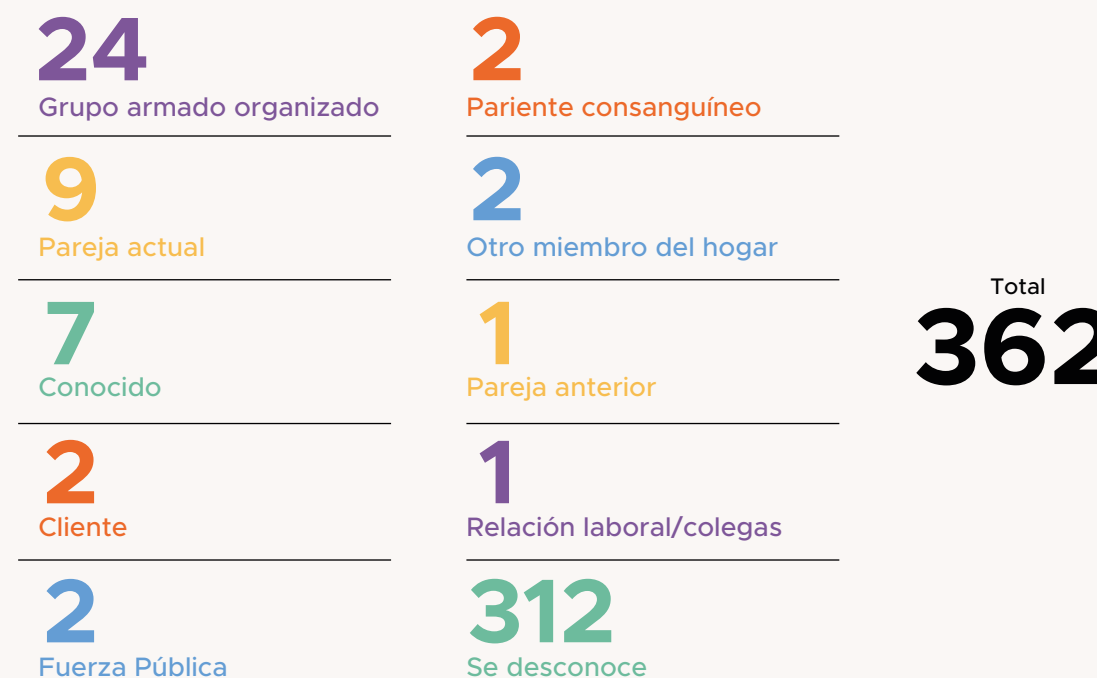 24
Grupo armado organizado
9
Pareja actual
7
Conocido
2
Cliente
2
Fuerza Pública
2
Pariente consanguíneo
2
Otro miembro del hogar
1
Pareja anterior
1
Relación laboral/colegas
312
Se desconoce
Total
362